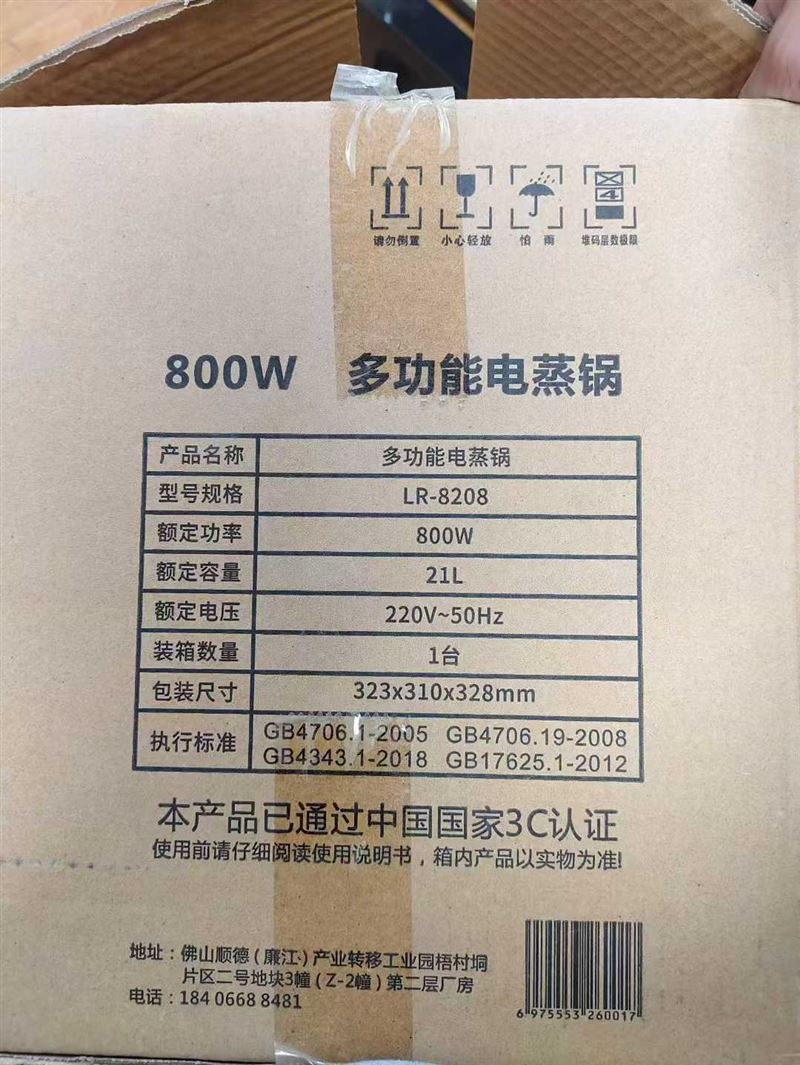 4
请勿倒置 小心轻放 怕雨 堆码层数极限
800W 多功能电蒸锅
产品名称 多功能电蒸锅
型号规格 LR-8208
额定功率 800W
额定容量 21L
额定电压 220V~50Hz
装箱数量 1台
包装尺寸 323x310x328mm
执行标准 GB4706.1-2005 GB4706.19-2008
GB4343.1-2018 GB17625.1-2012
本产品已通过中国国家3C认证
使用前请仔细阅读使用说明书，箱内产品以实物为准!
地址：佛山顺德(廉江)产业转移工业园梧村垌
片区二号地块3幢(Z-2幢)第二层厂房
电话：184 0668 8481
6 975553 260017